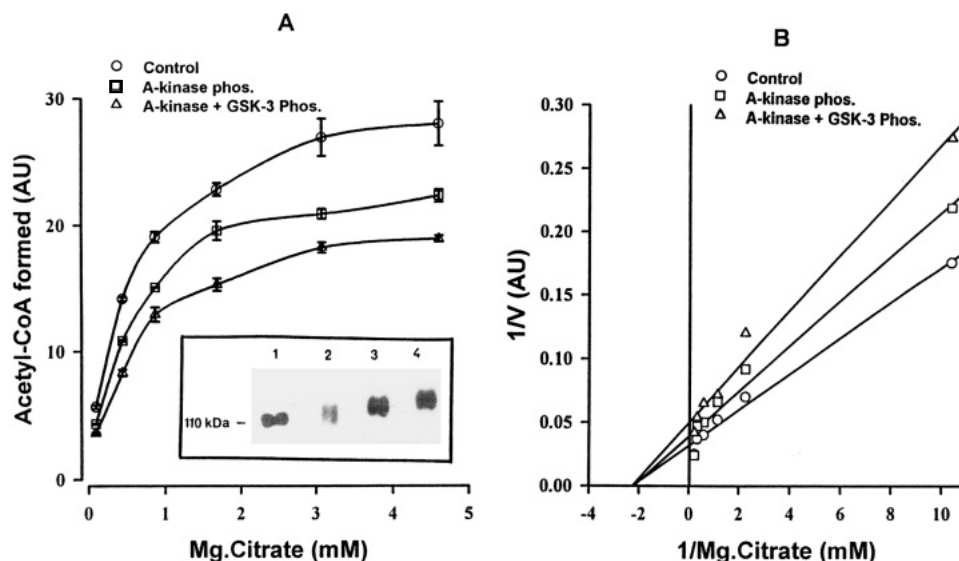 A
Control
A-kinase phos.
A-kinase + GSK-3 Phos.
Acetyl-CoA formed (AU)
30
20
10
0
1 2 3 4
110 kDa –
0 1 2 3 4 5
Mg.Citrate (mM)
B
Control
A-kinase phos.
A-kinase + GSK-3 Phos.
1/V (AU)
0.30
0.25
0.20
0.15
0.10
0.05
0.00
-4 -2 0 2 4 6 8 10
1/Mg.Citrate (mM)